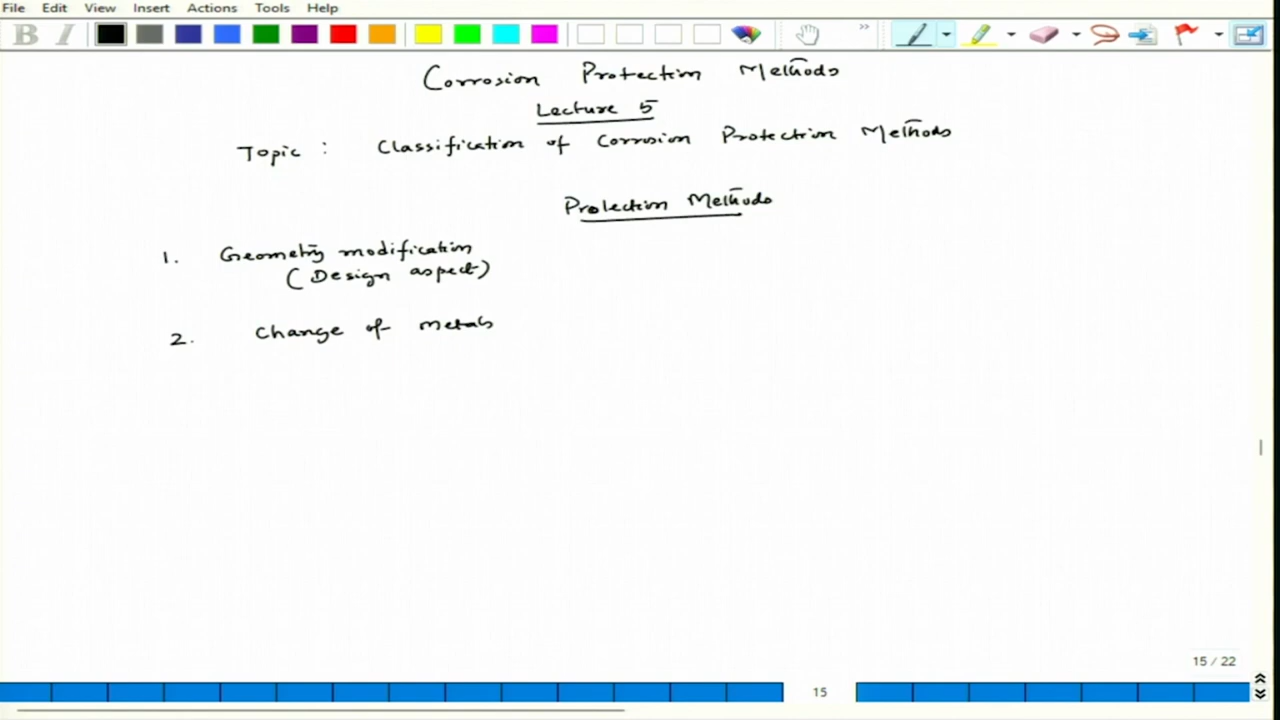 File Edit View Insert Actions Tools Help
B I
Corrosion Protection Methods
Lecture 5
Topic : Classification of Corrosion Protection Methods
Protection Methods
1. Geometry modification
(Design aspect)
2. Change of metals
15 / 22
15